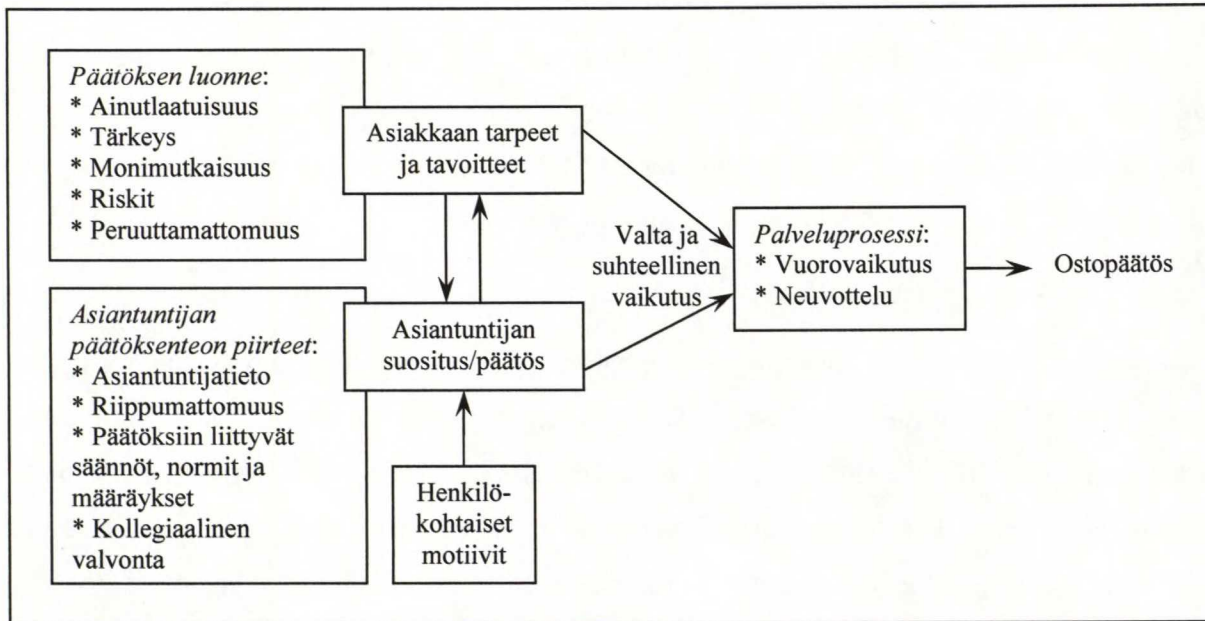 Päätöksen luonne:
* Ainutlaatuisuus
* Tärkeys
* Monimutkaisuus
* Riskit
* Peruuttamattomuus
Asiakkaan tarpeet
ja tavoitteet
Valta ja
suhteellinen
vaikutus
Palveluprosessi:
* Vuorovaikutus
* Neuvottelu
Ostopäätös
Asiantuntijan
päätöksenteon piirteet:
* Asiantuntijatieto
* Riippumattomuus
* Päätöksiin liittyvät
säännöt, normit ja
määräykset
* Kollegiaalinen
valvonta
Asiantuntijan
suositus/päätös
Henkilö-
kohtaiset
motiivit